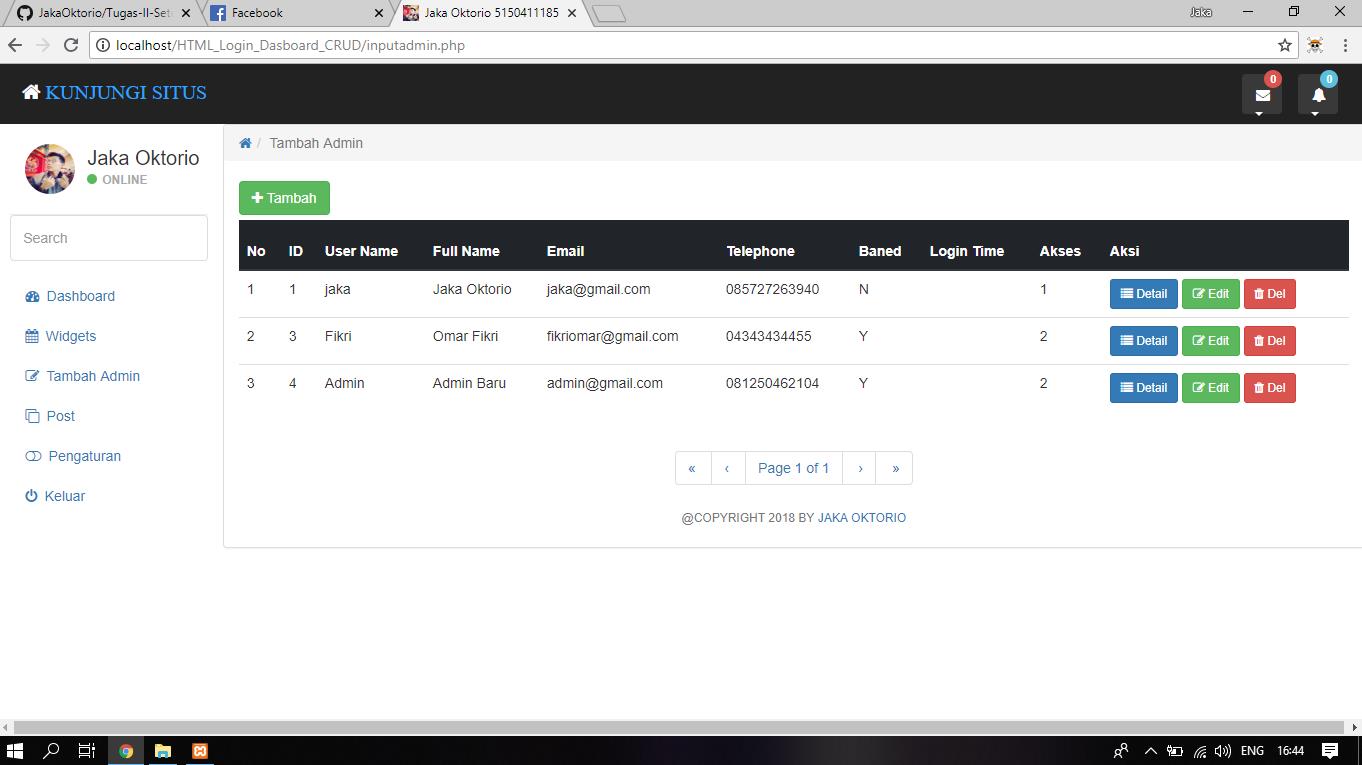 JakaOktorio/Tugas-II-Set
Facebook
Jaka Oktorio 5150411185
Jaka
localhost/HTML_Login_Dasboard_CRUD/inputadmin.php
KUNJUNGI SITUS
0
0
Jaka Oktorio
ONLINE
Search
Dashboard
Widgets
Tambah Admin
Post
Pengaturan
Keluar
/ Tambah Admin
Tambah
No ID User Name Full Name Email Telephone Baned Login Time Akses Aksi
1 1 jaka Jaka Oktorio jaka@gmail.com 085727263940 N 1 Detail Edit Del
2 3 Fikri Omar Fikri fikriomar@gmail.com 04343434455 Y 2 Detail Edit Del
3 4 Admin Admin Baru admin@gmail.com 081250462104 Y 2 Detail Edit Del
« ‹ Page 1 of 1 › »
@COPYRIGHT 2018 BY JAKA OKTORIO
ENG 16:44